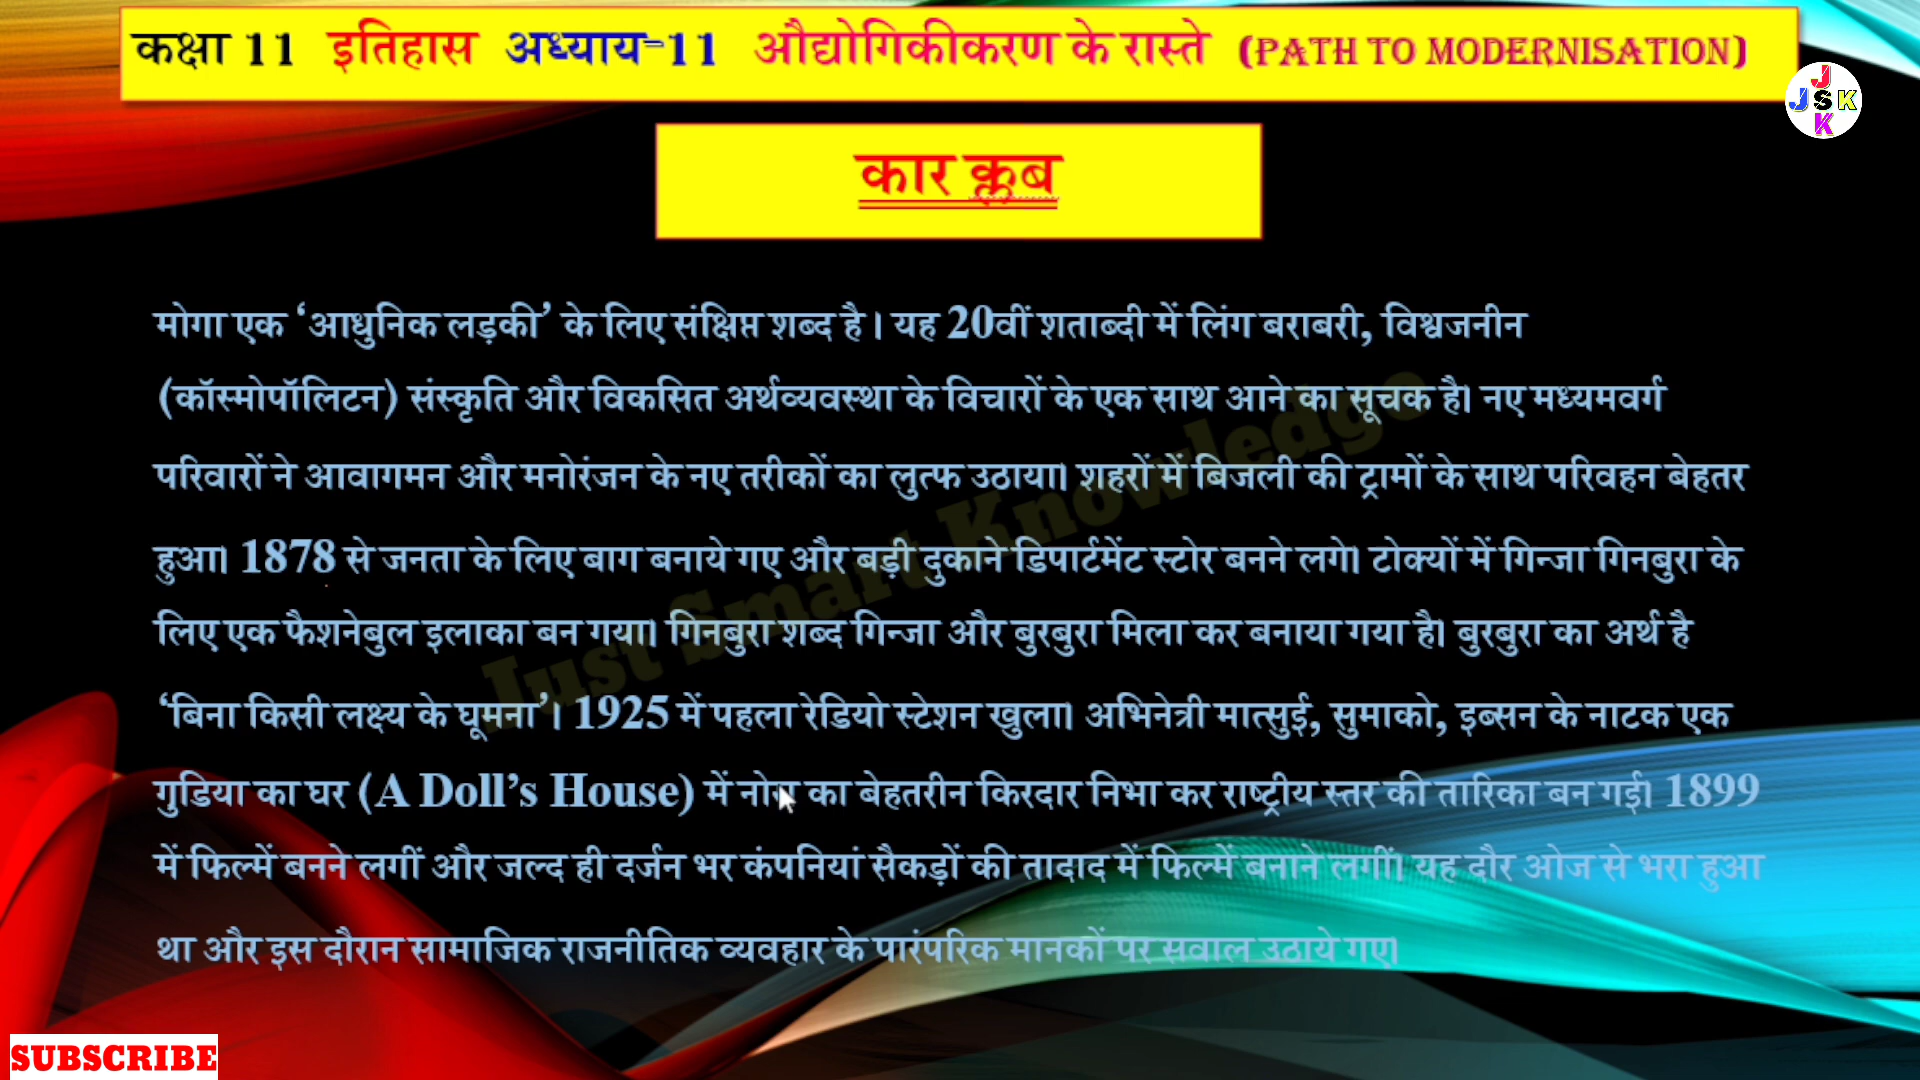 कक्षा 11 इतिहास अध्याय-11 औद्योगिकीकरण के रास्ते (PATH TO MODERNISATION)
J
J S K
K
कार क्लब
मोगा एक ‘आधुनिक लड़की’ के लिए संक्षिप्त शब्द है। यह 20वीं शताब्दी में लिंग बराबरी, विश्वजनीन
(कॉस्मोपॉलिटन) संस्कृति और विकसित अर्थव्यवस्था के विचारों के एक साथ आने का सूचक है। नए मध्यमवर्ग
परिवारों ने आवागमन और मनोरंजन के नए तरीकों का लुत्फ उठाया। शहरों में बिजली की ट्रामों के साथ परिवहन बेहतर
हुआ। 1878 से जनता के लिए बाग बनाये गए और बड़ी दुकाने डिपार्टमेंट स्टोर बनने लगे। टोक्यों में गिन्जा गिनबुरा के
लिए एक फैशनेबुल इलाका बन गया। गिनबुरा शब्द गिन्जा और बुरबुरा मिला कर बनाया गया है। बुरबुरा का अर्थ है
‘बिना किसी लक्ष्य के घूमना’। 1925 में पहला रेडियो स्टेशन खुला। अभिनेत्री मात्सुई, सुमाको, इब्सन के नाटक एक
गुडिया का घर (A Doll’s House) में का बेहतरीन किरदार निभा कर राष्ट्रीय स्तर की तारिका बन गई। 1899
में फिल्में बनने लगीं और जल्द ही दर्जन भर कंपनियां सैकड़ों की तादाद में फिल्में बनाने लगीं। यह दौर ओज से भरा हुआ
था और इस दौरान सामाजिक राजनीतिक व्यवहार के पारंपरिक मानकों पर सवाल उठाये गए।
Just Smart Knowledge
SUBSCRIBE